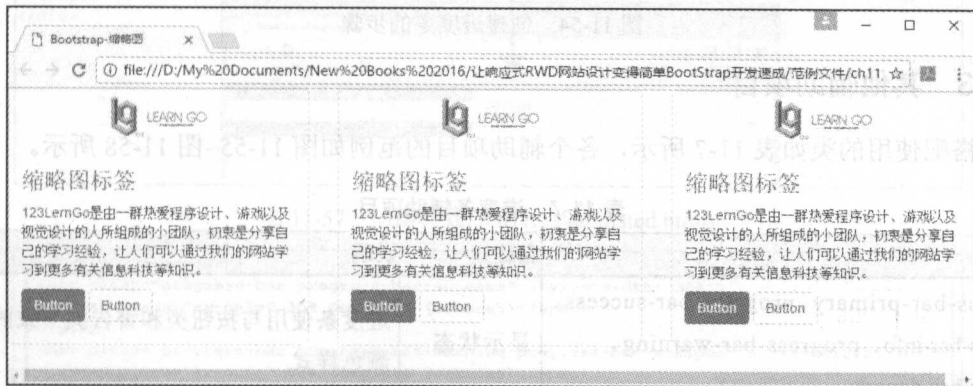 Bootstrap-缩略图
file:///D:/My%20Documents/New%20Books%202016/让响应式RWD网站设计变得简单BootStrap开发速成/范例文件/ch11
lg LEARN GO
缩略图标签
123LernGo是由一群热爱程序设计、游戏以及
视觉设计的人所组成的小团队，初衷是分享自
己的学习经验，让人们可以通过我们的网站学
习到更多有关信息科技等知识。
Button Button
lg LEARN GO
缩略图标签
123LernGo是由一群热爱程序设计、游戏以及
视觉设计的人所组成的小团队，初衷是分享自
己的学习经验，让人们可以通过我们的网站学
习到更多有关信息科技等知识。
Button Button
lg LEARN GO
缩略图标签
123LernGo是由一群热爱程序设计、游戏以及
视觉设计的人所组成的小团队，初衷是分享自
己的学习经验，让人们可以通过我们的网站学
习到更多有关信息科技等知识。
Button Button